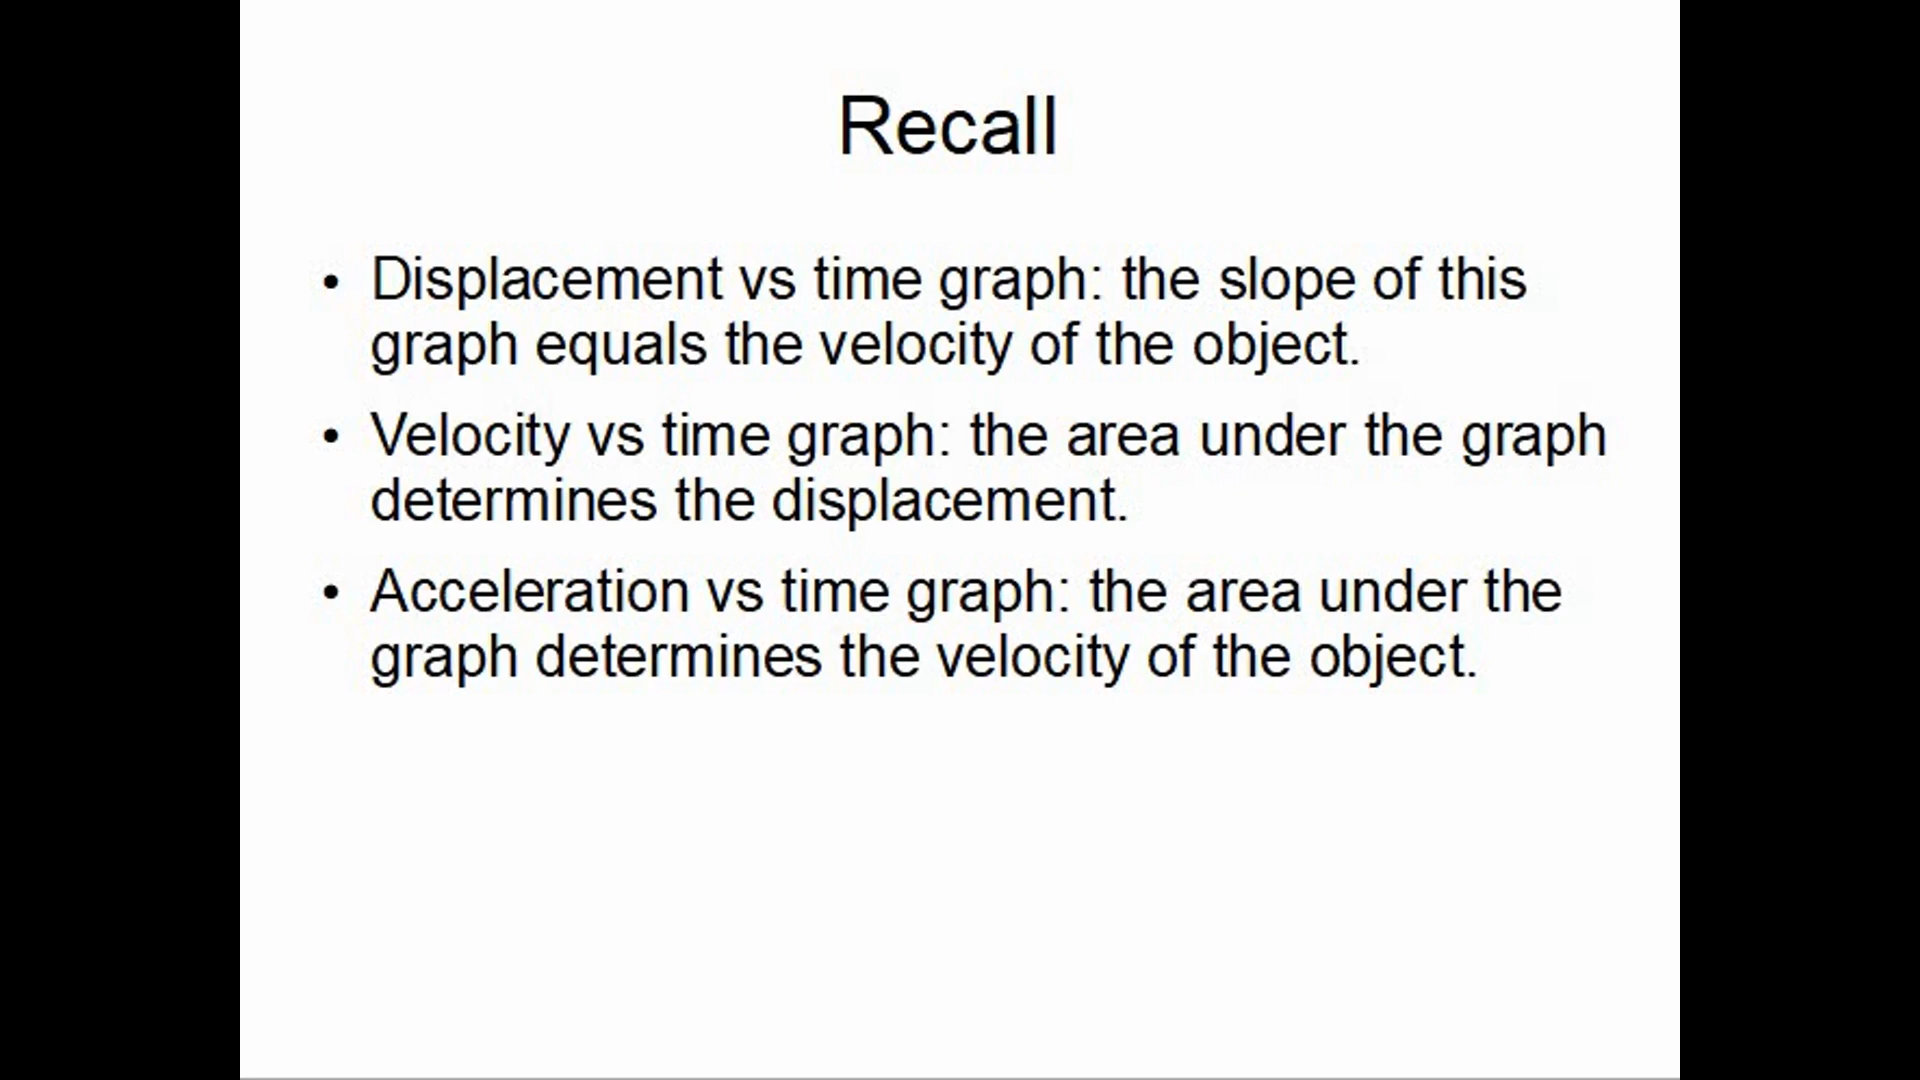 Recall
• Displacement vs time graph: the slope of this
graph equals the velocity of the object.
• Velocity vs time graph: the area under the graph
determines the displacement.
• Acceleration vs time graph: the area under the
graph determines the velocity of the object.